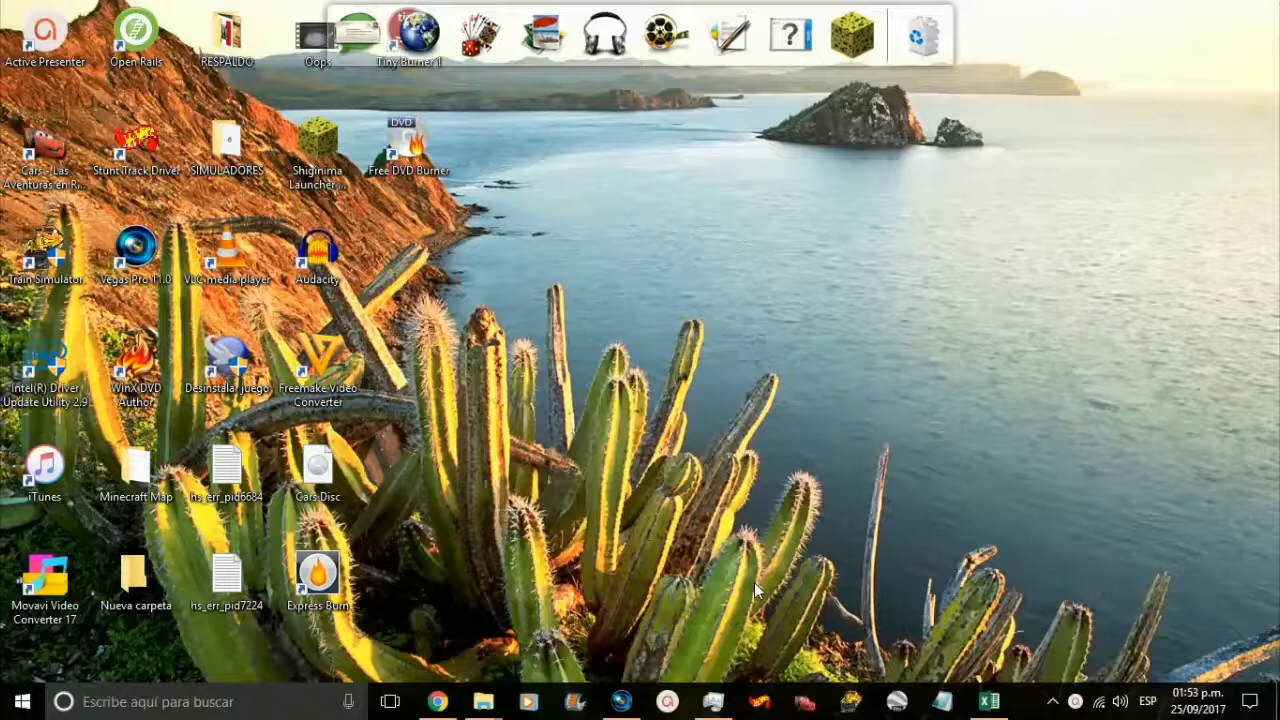 Active Presenter
Open Rails
RESPALDO
Oops
Tiny Burner 1
Cars - Las
Aventuras en R...
Stunt Track Driver
SIMULADORES
Shiginima
Launcher ...
DVD
Free DVD Burner
Train Simulator
Vegas Pro 11.0
VLC media player
Audacity
Intel(R) Driver
Update Utility 2.9
WinX DVD
Author
Desinstalar juego
Freemake Video
Converter
iTunes
Minecraft Map
hs_err_pid6684
Cars Disc
Movavi Video
Converter 17
Nueva carpeta
hs_err_pid7224
Express Burn
Escribe aquí para buscar
ESP
01:53 p.m.
25/09/2017